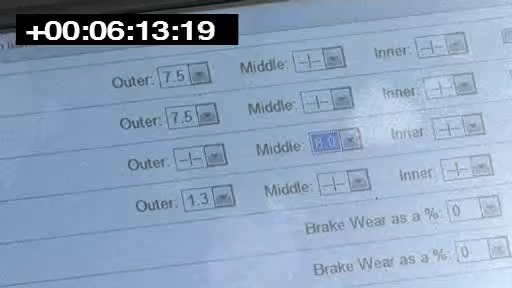 +00:06:13:19
Outer: 7.5 Middle: -|- Inner: -|-
Outer: 7.5 Middle: -|- Inner: -|-
Outer: -|- Middle: 8.0 Inner: -|-
Outer: 1.3 Middle: -|- Inner: -|-
Brake Wear as a %: 0
Brake Wear as a %: 0